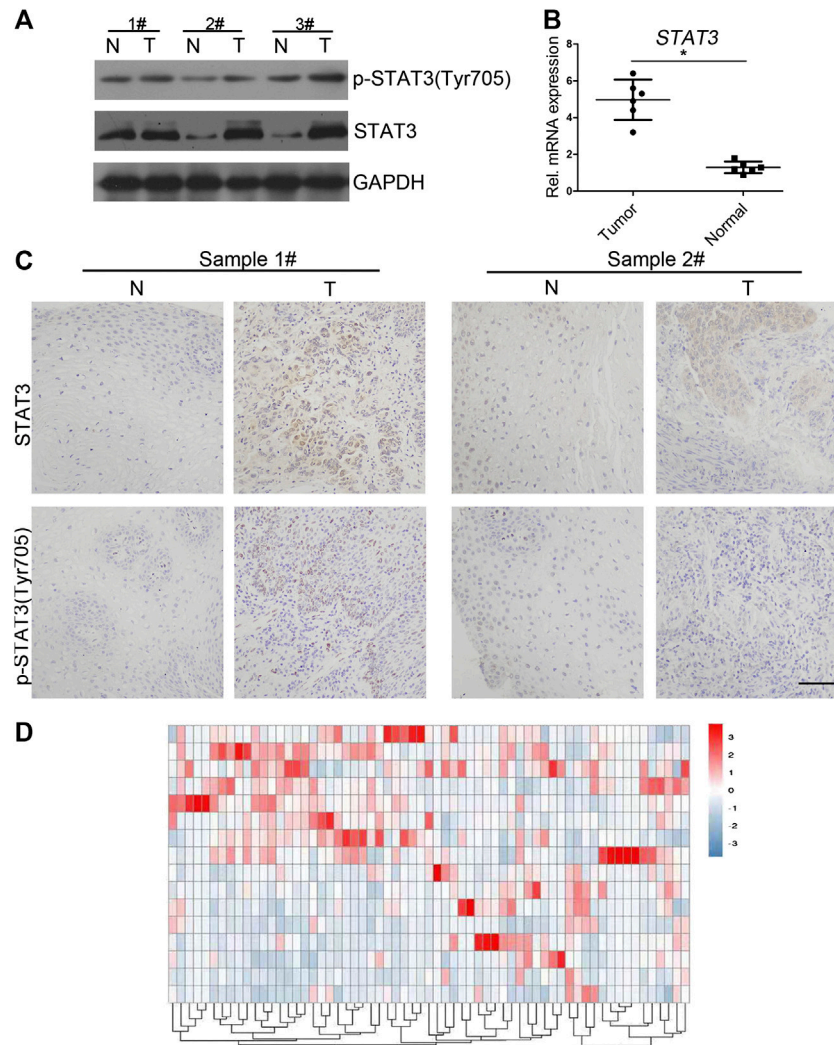 A
1# 2# 3#
N T N T N T
p-STAT3(Tyr705)
STAT3
GAPDH
B
STAT3
*
Rel. mRNA expression
8
6
4
2
0
Tumor
Normal
C
Sample 1#
Sample 2#
N T N T
STAT3
p-STAT3(Tyr705)
D
3
2
1
0
-1
-2
-3